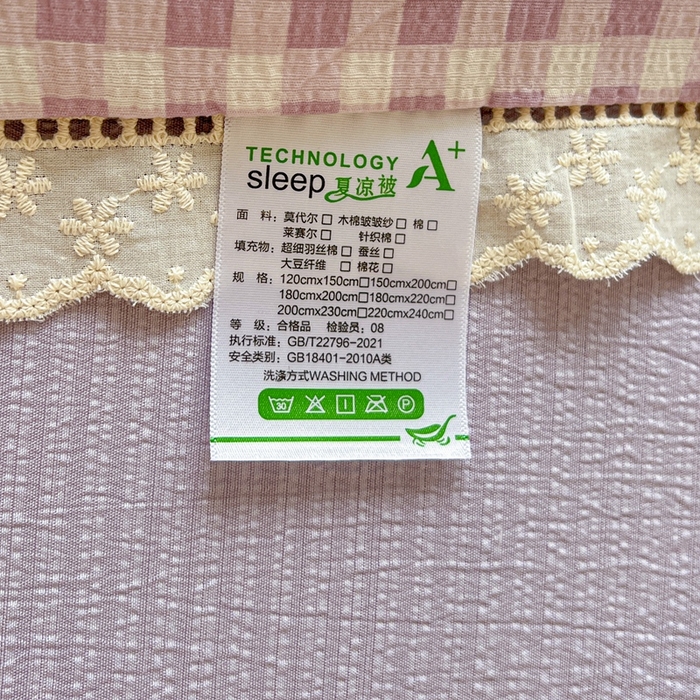 TECHNOLOGY
sleep 夏凉被 A+
面 料：莫代尔□ 木棉皱皱纱□ 棉□
莱赛尔□ 针织棉□
填充物：超细羽丝棉□ 蚕丝□
大豆纤维 □ 棉花□
规 格：120cmx150cm□150cmx200cm□
180cmx200cm□180cmx220cm□
200cmx230cm□220cmx240cm□
等 级：合格品 检验员：08
执行标准：GB/T22796-2021
安全类别：GB18401-2010A类
洗涤方式WASHING METHOD
30 P